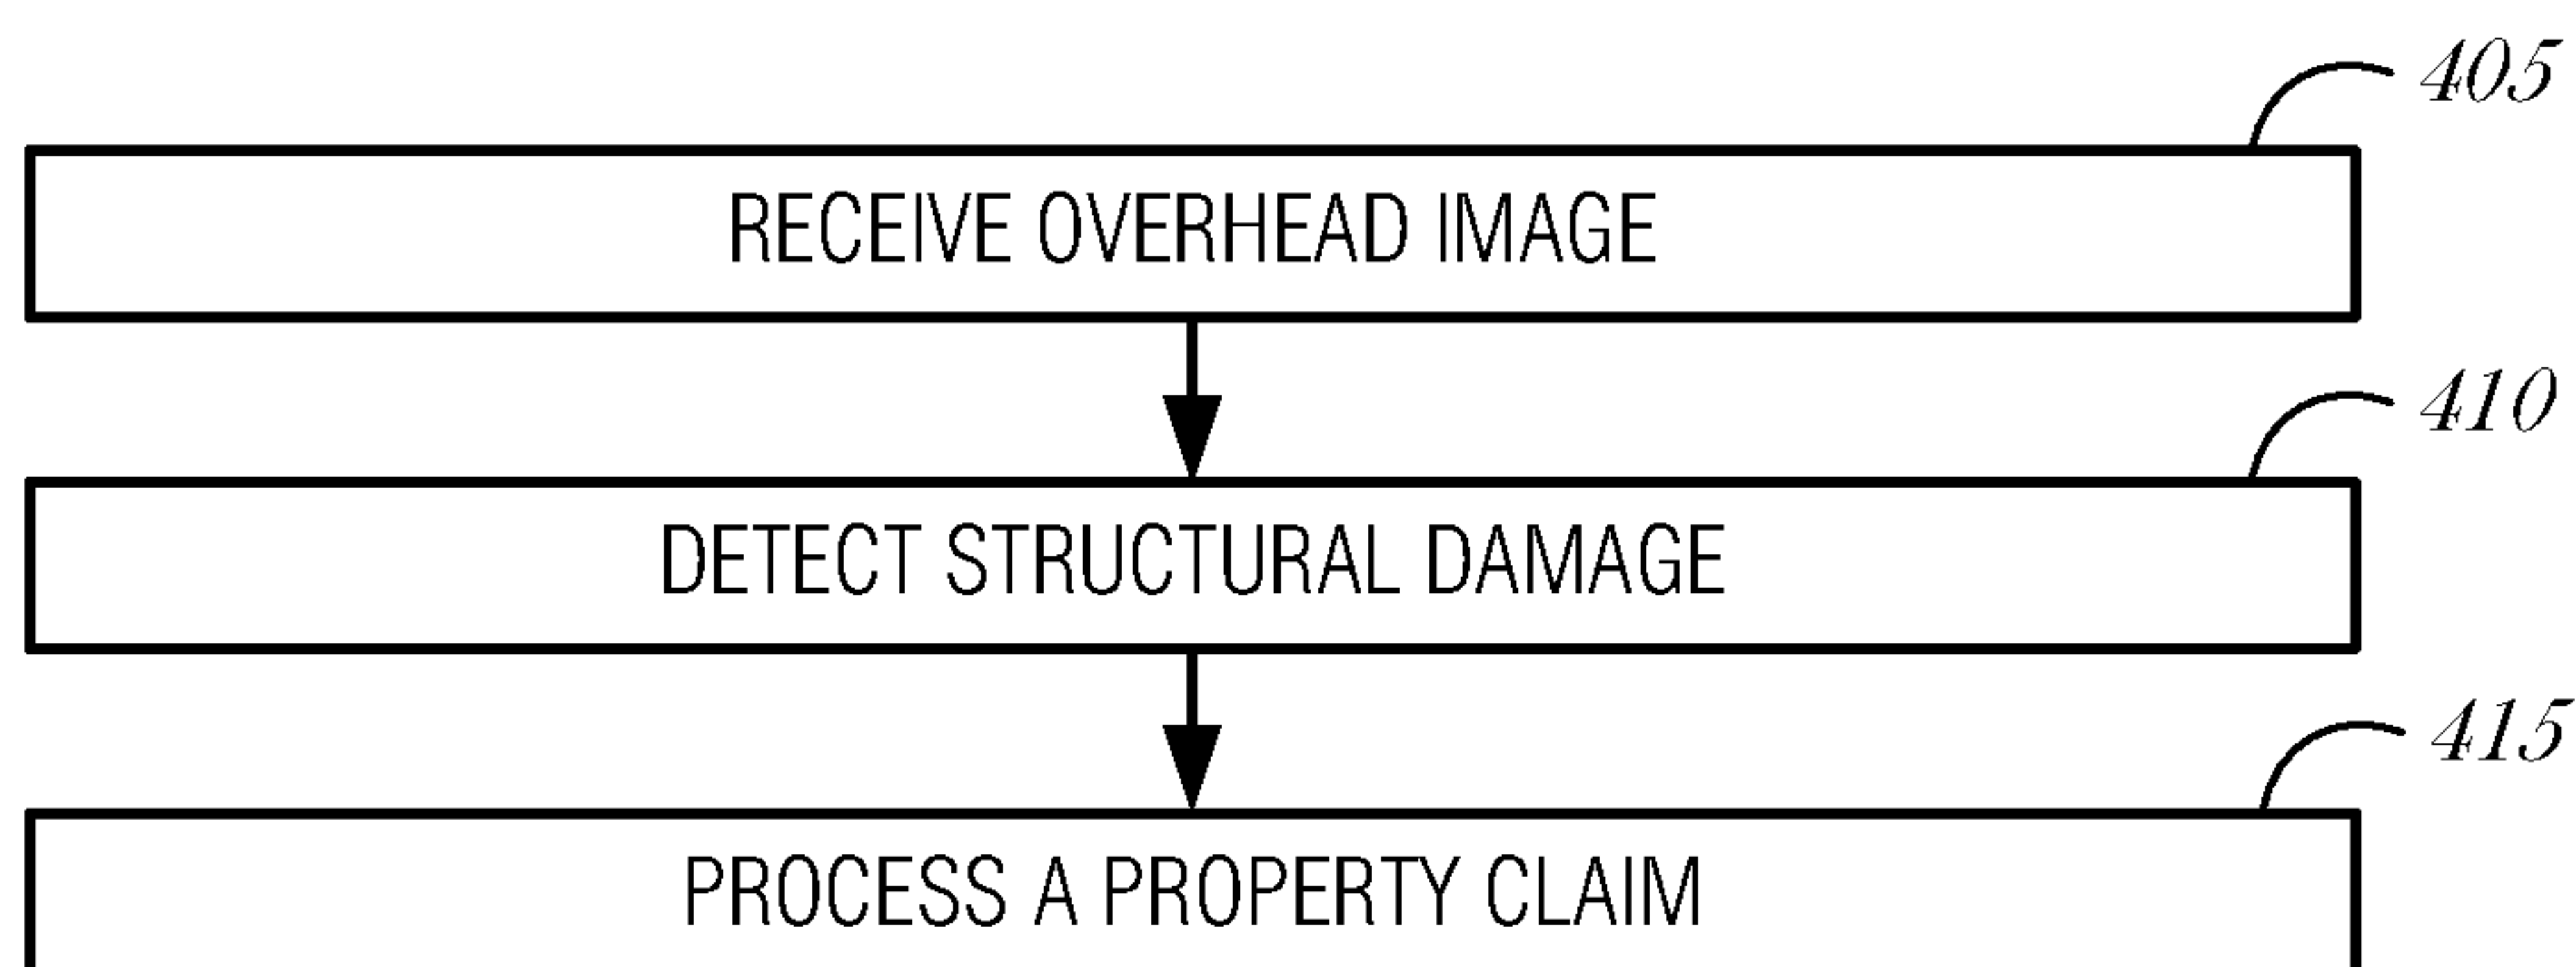 405
RECEIVE OVERHEAD IMAGE
410
DETECT STRUCTURAL DAMAGE
415
PROCESS A PROPERTY CLAIM